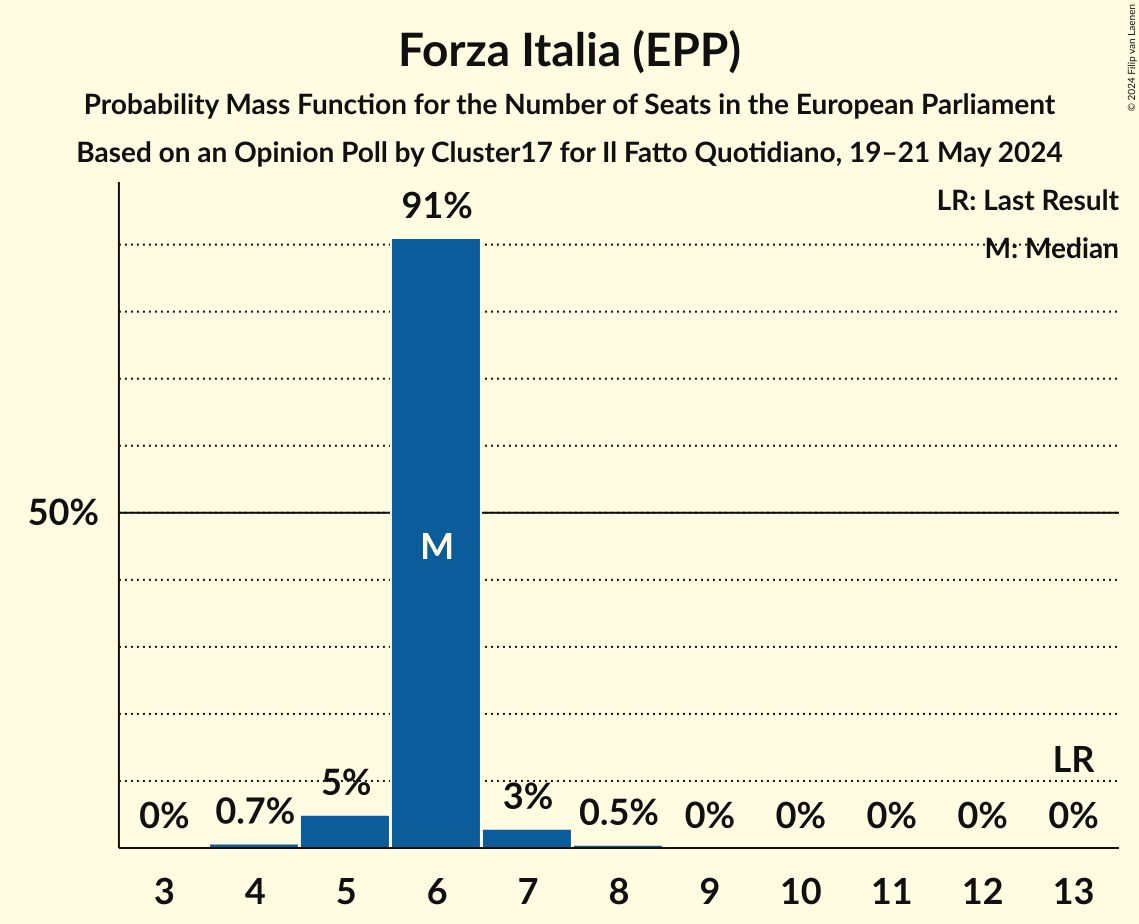 Forza Italia (EPP)
Probability Mass Function for the Number of Seats in the European Parliament
Based on an Opinion Poll by Cluster17 for Il Fatto Quotidiano, 19–21 May 2024
© 2024 Filip van Laenen
LR: Last Result
M: Median
91%
50%
M
LR
0% 0.7% 5% 3% 0.5% 0% 0% 0% 0% 0%
3 4 5 6 7 8 9 10 11 12 13